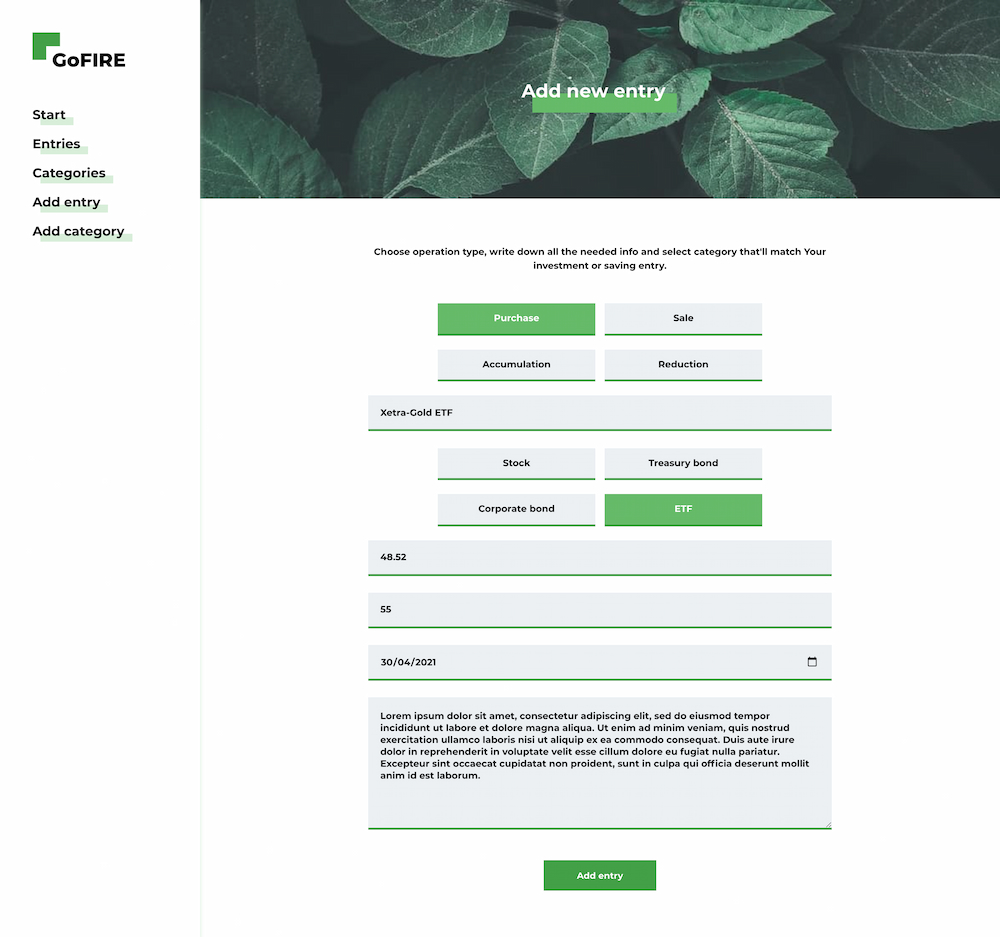 GoFIRE
Start
Entries
Categories
Add entry
Add category
Add new entry
Choose operation type, write down all the needed info and select category that'll match Your
investment or saving entry.
Purchase
Sale
Accumulation
Reduction
Xetra-Gold ETF
Stock
Treasury bond
Corporate bond
ETF
48.52
55
30/04/2021
Lorem ipsum dolor sit amet, consectetur adipiscing elit, sed do eiusmod tempor
incididunt ut labore et dolore magna aliqua. Ut enim ad minim veniam, quis nostrud
exercitation ullamco laboris nisi ut aliquip ex ea commodo consequat. Duis aute irure
dolor in reprehenderit in voluptate velit esse cillum dolore eu fugiat nulla pariatur.
Excepteur sint occaecat cupidatat non proident, sunt in culpa qui officia deserunt mollit
anim id est laborum.
Add entry